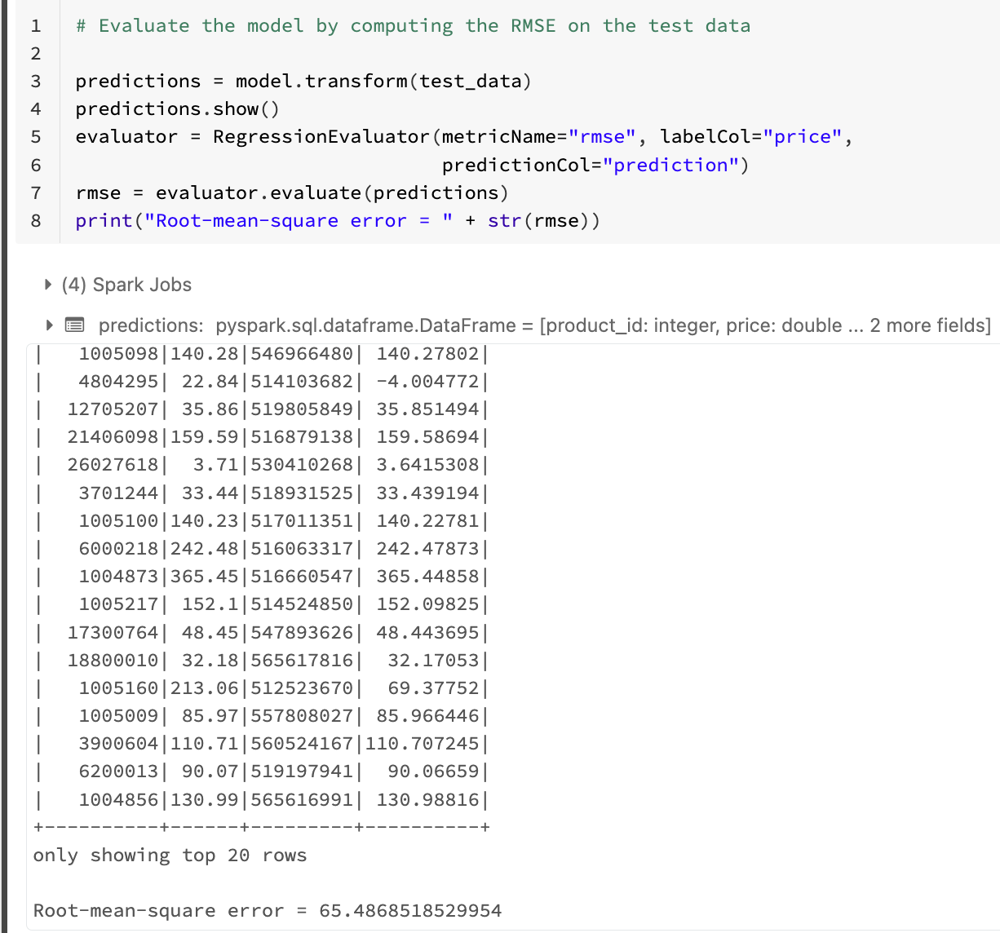 1 # Evaluate the model by computing the RMSE on the test data
2
3 predictions = model.transform(test_data)
4 predictions.show()
5 evaluator = RegressionEvaluator(metricName="rmse", labelCol="price",
6                                 predictionCol="prediction")
7 rmse = evaluator.evaluate(predictions)
8 print("Root-mean-square error = " + str(rmse))
(4) Spark Jobs
predictions: pyspark.sql.dataframe.DataFrame = [product_id: integer, price: double ... 2 more fields]
|   1005098|140.28|546966480| 140.27802|
|   4804295| 22.84|514103682| -4.004772|
|  12705207| 35.86|519805849| 35.851494|
|  21406098|159.59|516879138| 159.58694|
|  26027618|  3.71|530410268| 3.6415308|
|   3701244| 33.44|518931525| 33.439194|
|   1005100|140.23|517011351| 140.22781|
|   6000218|242.48|516063317| 242.47873|
|   1004873|365.45|516660547| 365.44858|
|   1005217| 152.1|514524850| 152.09825|
|  17300764| 48.45|547893626| 48.443695|
|  18800010| 32.18|565617816|  32.17053|
|   1005160|213.06|512523670|  69.37752|
|   1005009| 85.97|557808027| 85.966446|
|   3900604|110.71|560524167|110.707245|
|   6200013| 90.07|519197941|  90.06659|
|   1004856|130.99|565616991| 130.98816|
+----------+------+---------+----------+
only showing top 20 rows
Root-mean-square error = 65.4868518529954